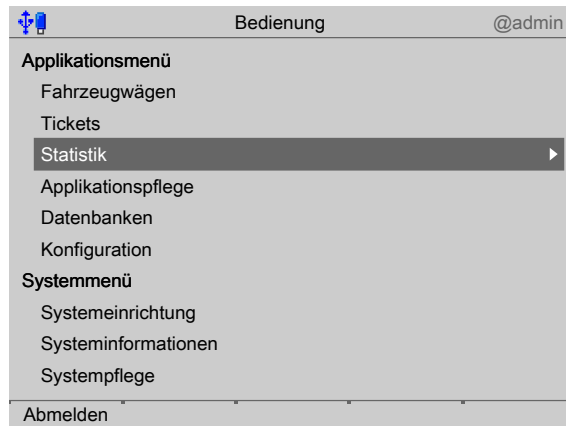 Bedienung @admin
Applikationsmenü
Fahrzeugwägen
Tickets
Statistik
Applikationspflege
Datenbanken
Konfiguration
Systemmenü
Systemeinrichtung
Systeminformationen
Systempflege
Abmelden